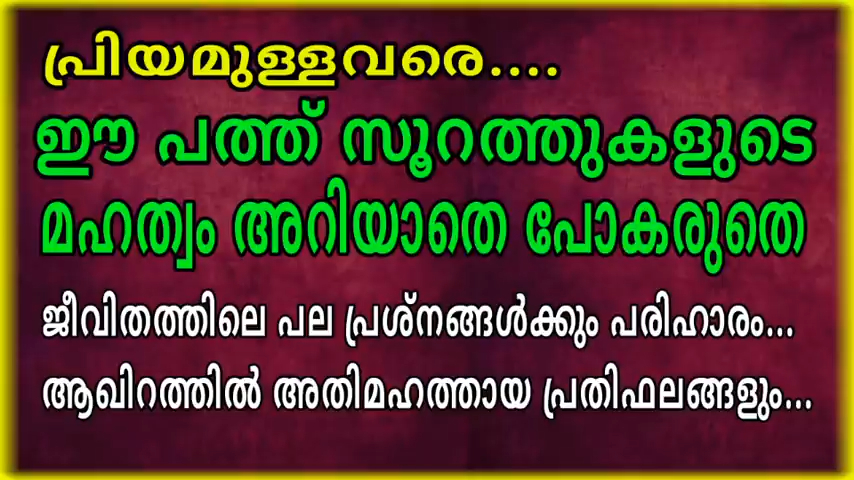 പ്രിയമുള്ളവരെ....
ഈ പത്ത് സൂറത്തുകളുടെ
മഹത്വം അറിയാതെ പോകരുതെ
ജീവിതത്തിലെ പല പ്രശ്നങ്ങൾക്കും പരിഹാരം...
ആഖിറത്തിൽ അതിമഹത്തായ പ്രതിഫലങ്ങളും...